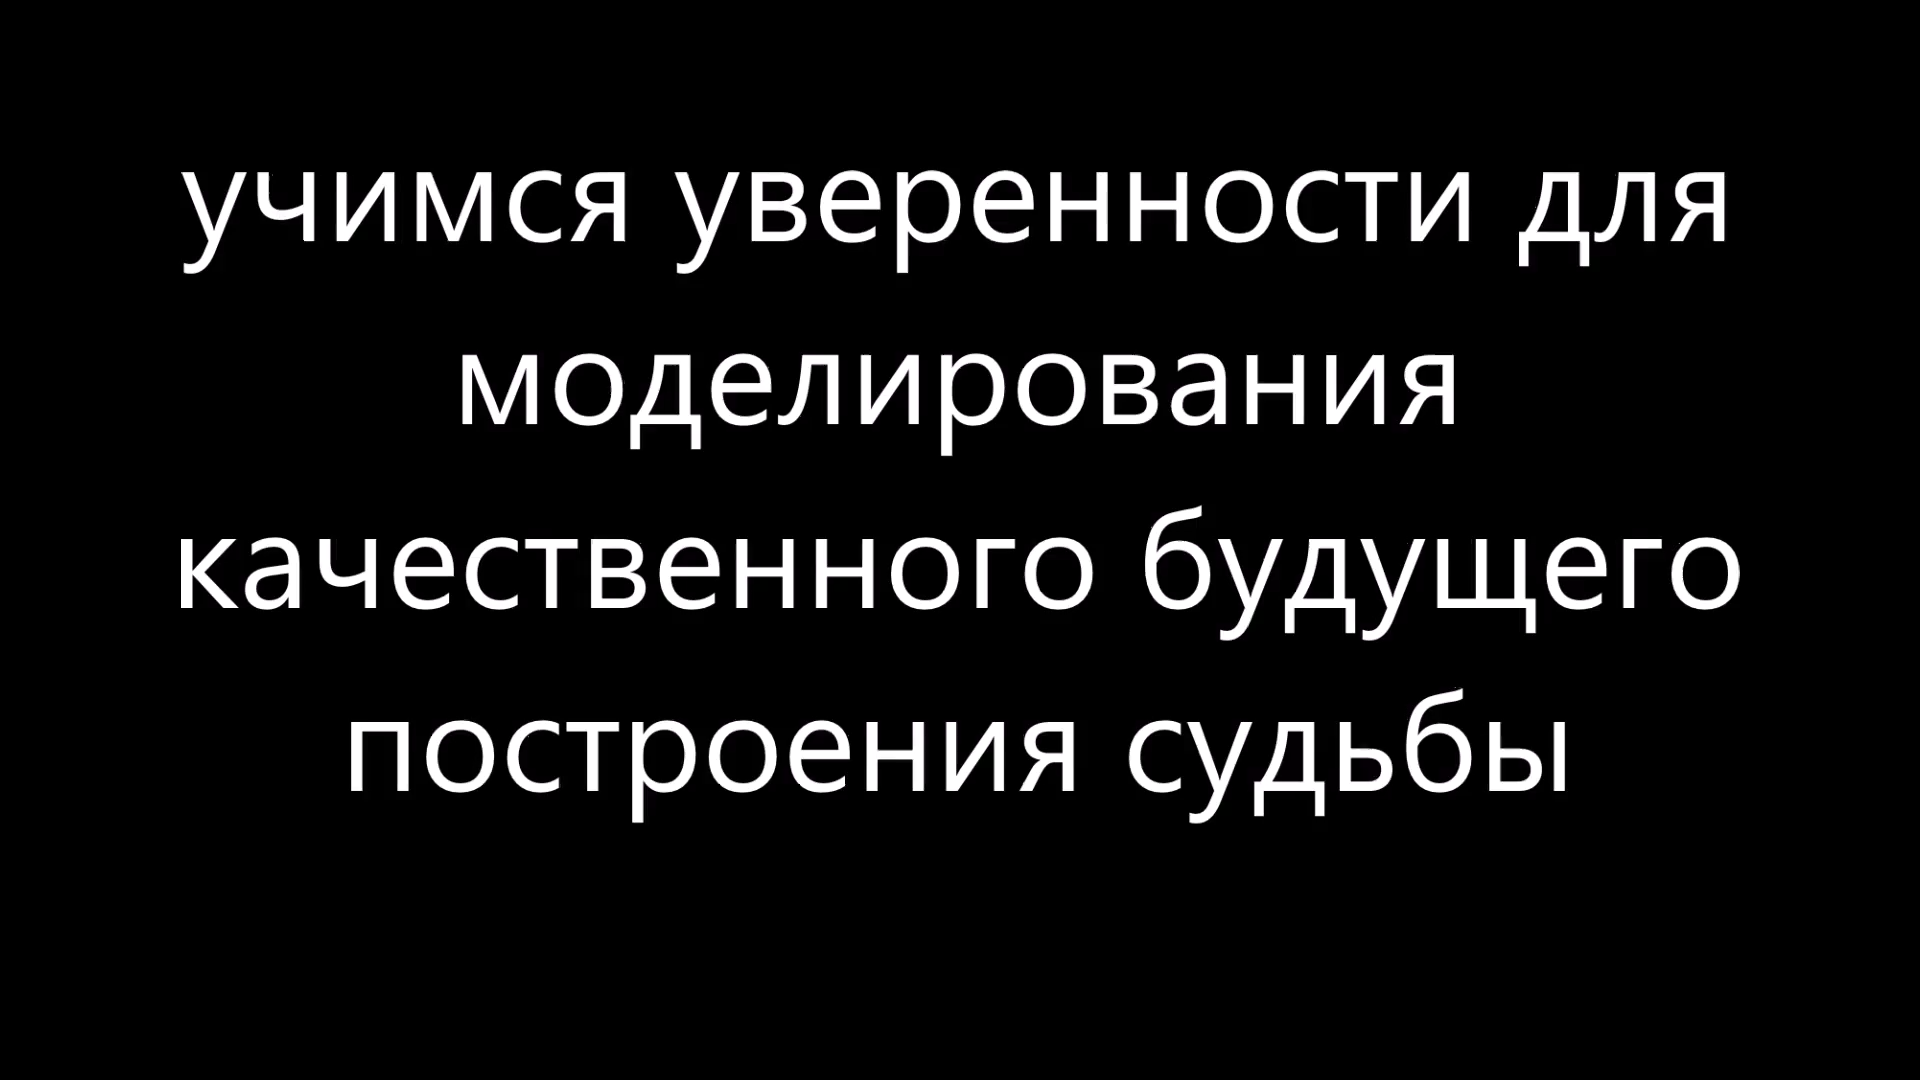 учимся уверенности для
моделирования
качественного будущего
построения судьбы